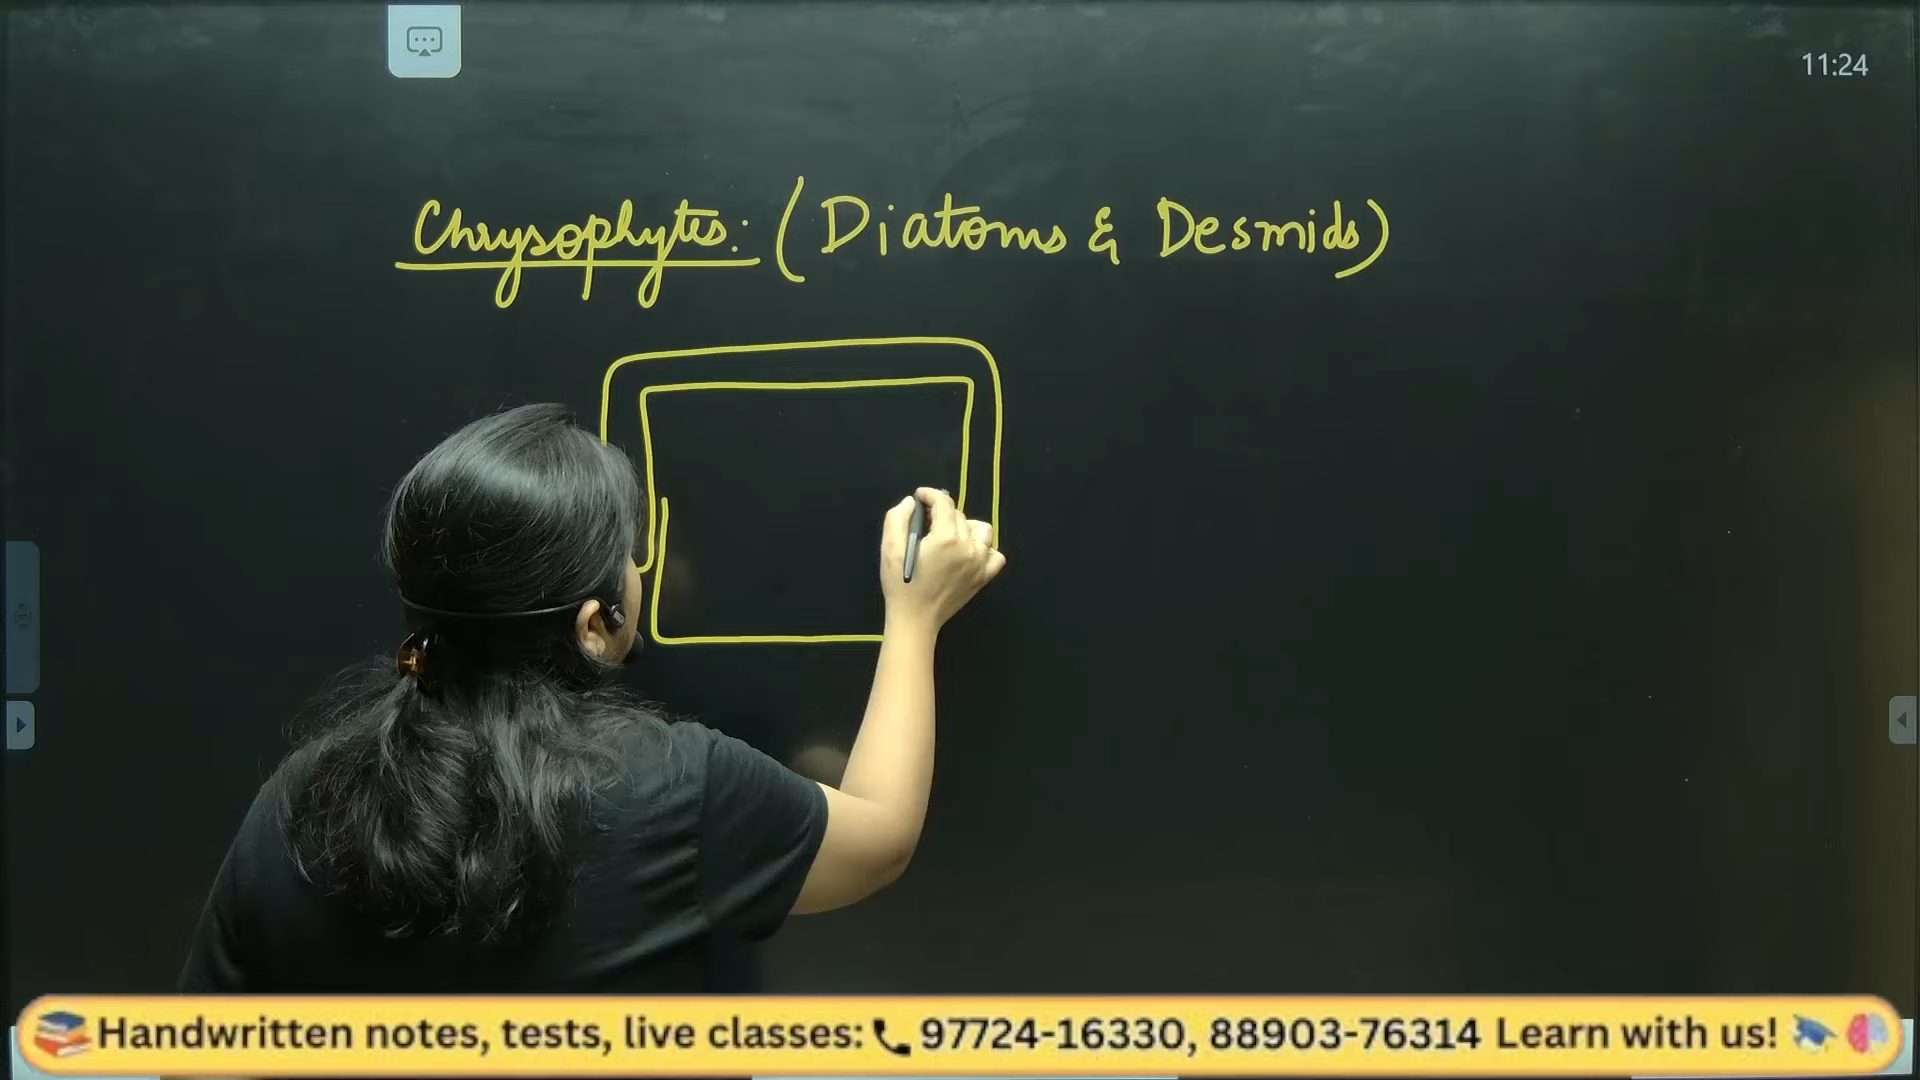 11:24
Chrysophytes: (Diatoms & Desmids)
Handwritten notes, tests, live classes: 97724-16330, 88903-76314 Learn with us!